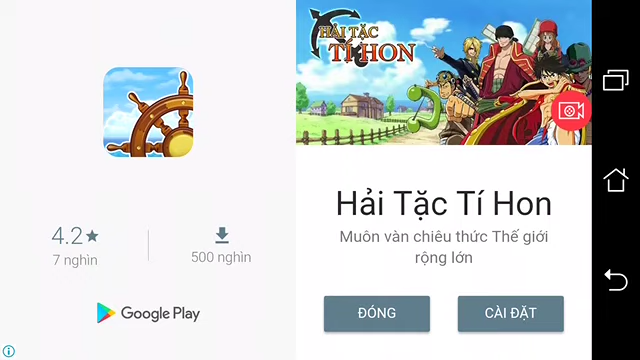 4.2★
7 nghìn
500 nghìn
Google Play
HẢI TẶC
TÍ HON
Hải Tặc Tí Hon
Muôn vàn chiêu thức Thế giới
rộng lớn
ĐÓNG
CÀI ĐẶT